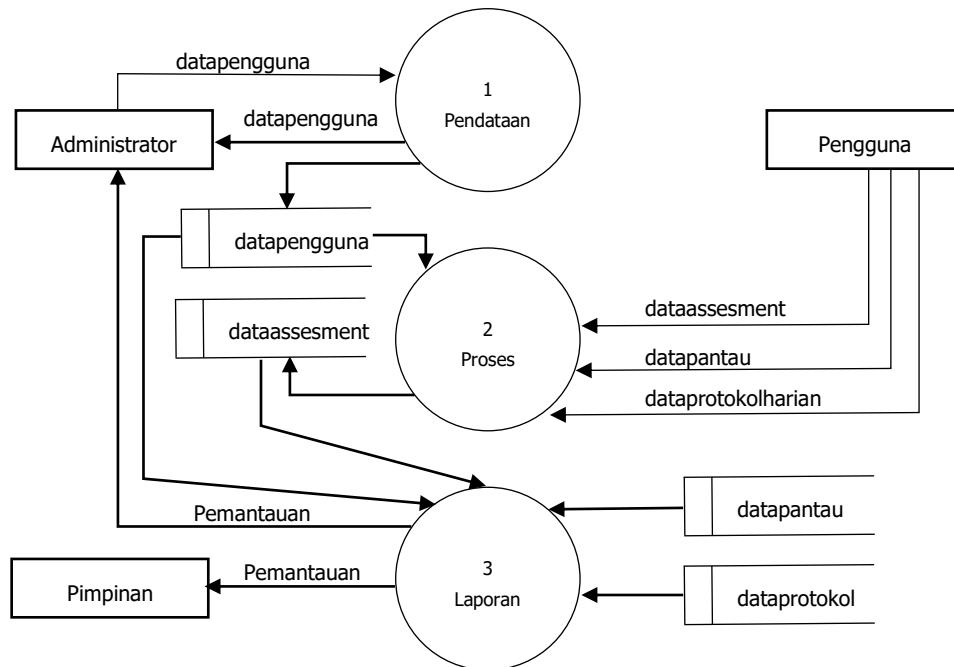 datapengguna
1
Pendataan
datapengguna
Administrator
Pengguna
datapengguna
dataassesment
2
Proses
dataassesment
datapantau
dataprotokolharian
Pemantauan
datapantau
Pimpinan
Pemantauan
3
Laporan
dataprotokol